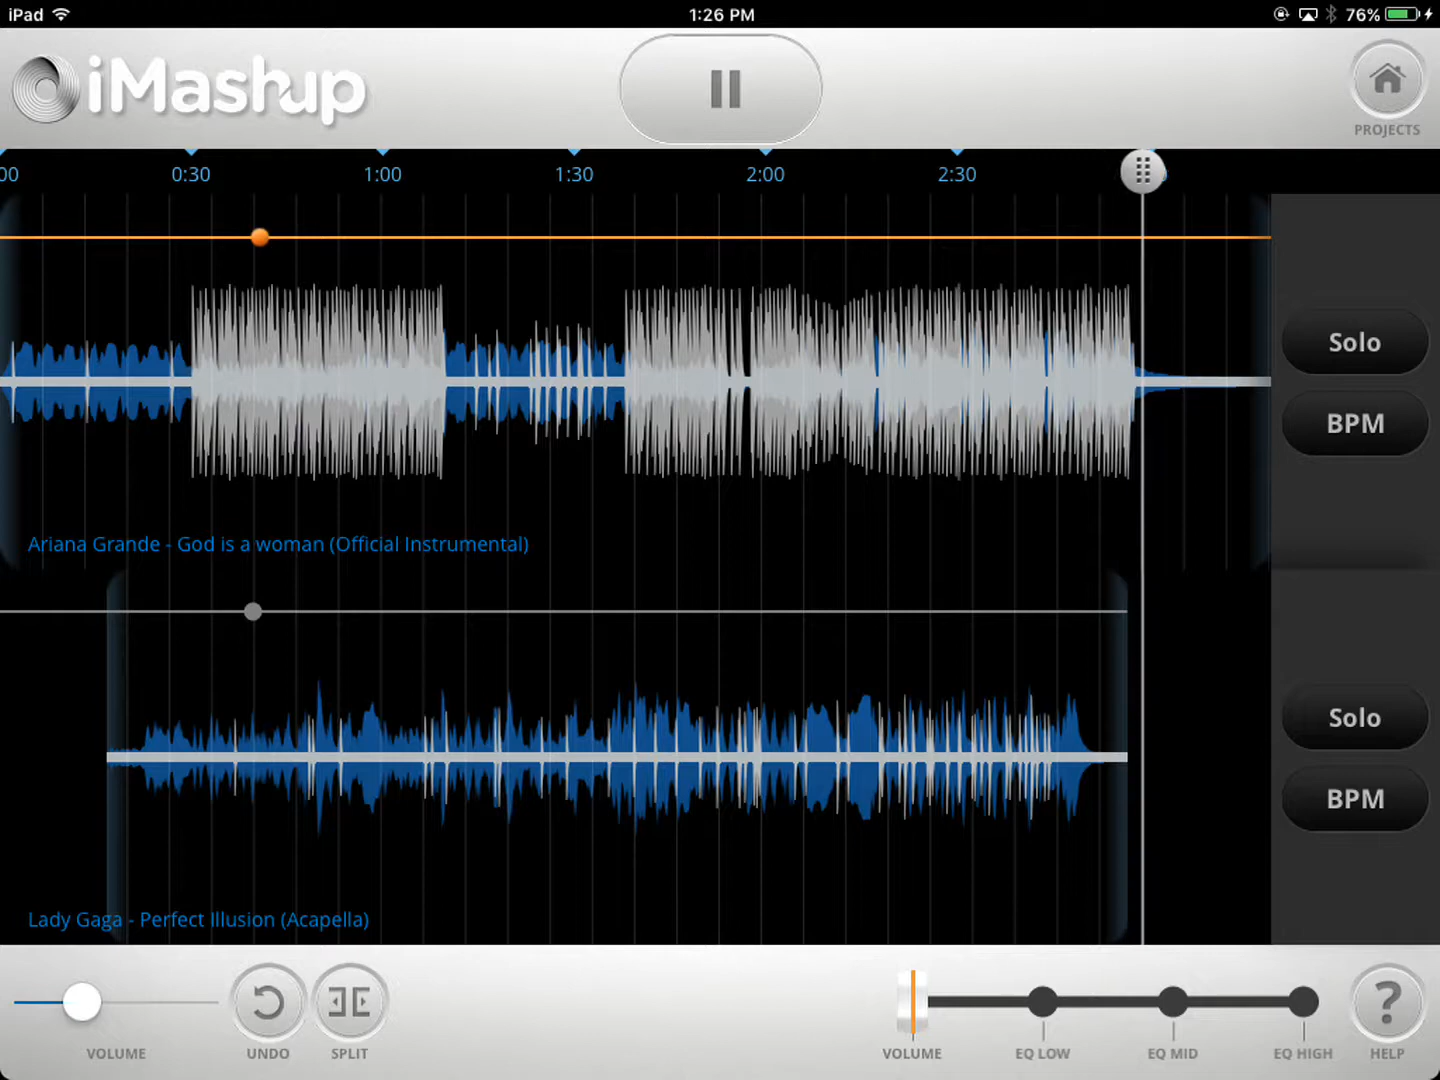 iPad 1:26 PM 76%
iMashup
PROJECTS
00 0:30 1:00 1:30 2:00 2:30
Solo
BPM
Ariana Grande - God is a woman (Official Instrumental)
Solo
BPM
Lady Gaga - Perfect Illusion (Acapella)
?
VOLUME UNDO SPLIT VOLUME EQ LOW EQ MID EQ HIGH HELP